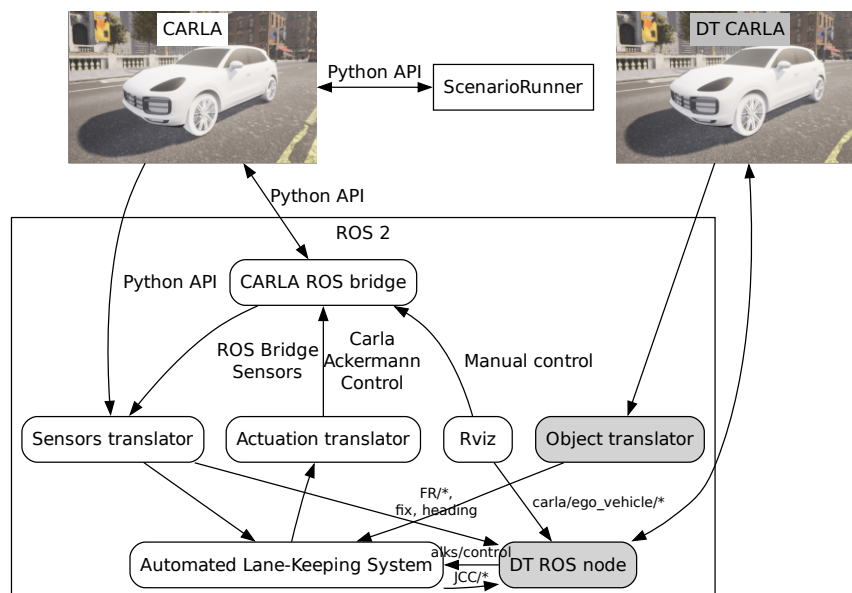 CARLA
DT CARLA
Python API
ScenarioRunner
Python API
ROS 2
Python API
CARLA ROS bridge
ROS Bridge
Sensors
Carla
Ackermann
Control
Manual control
Sensors translator
Actuation translator
Rviz
Object translator
FR/*,
fix, heading
carla/ego_vehicle/*
Automated Lane-Keeping System
alks/control
JCC/*
DT ROS node